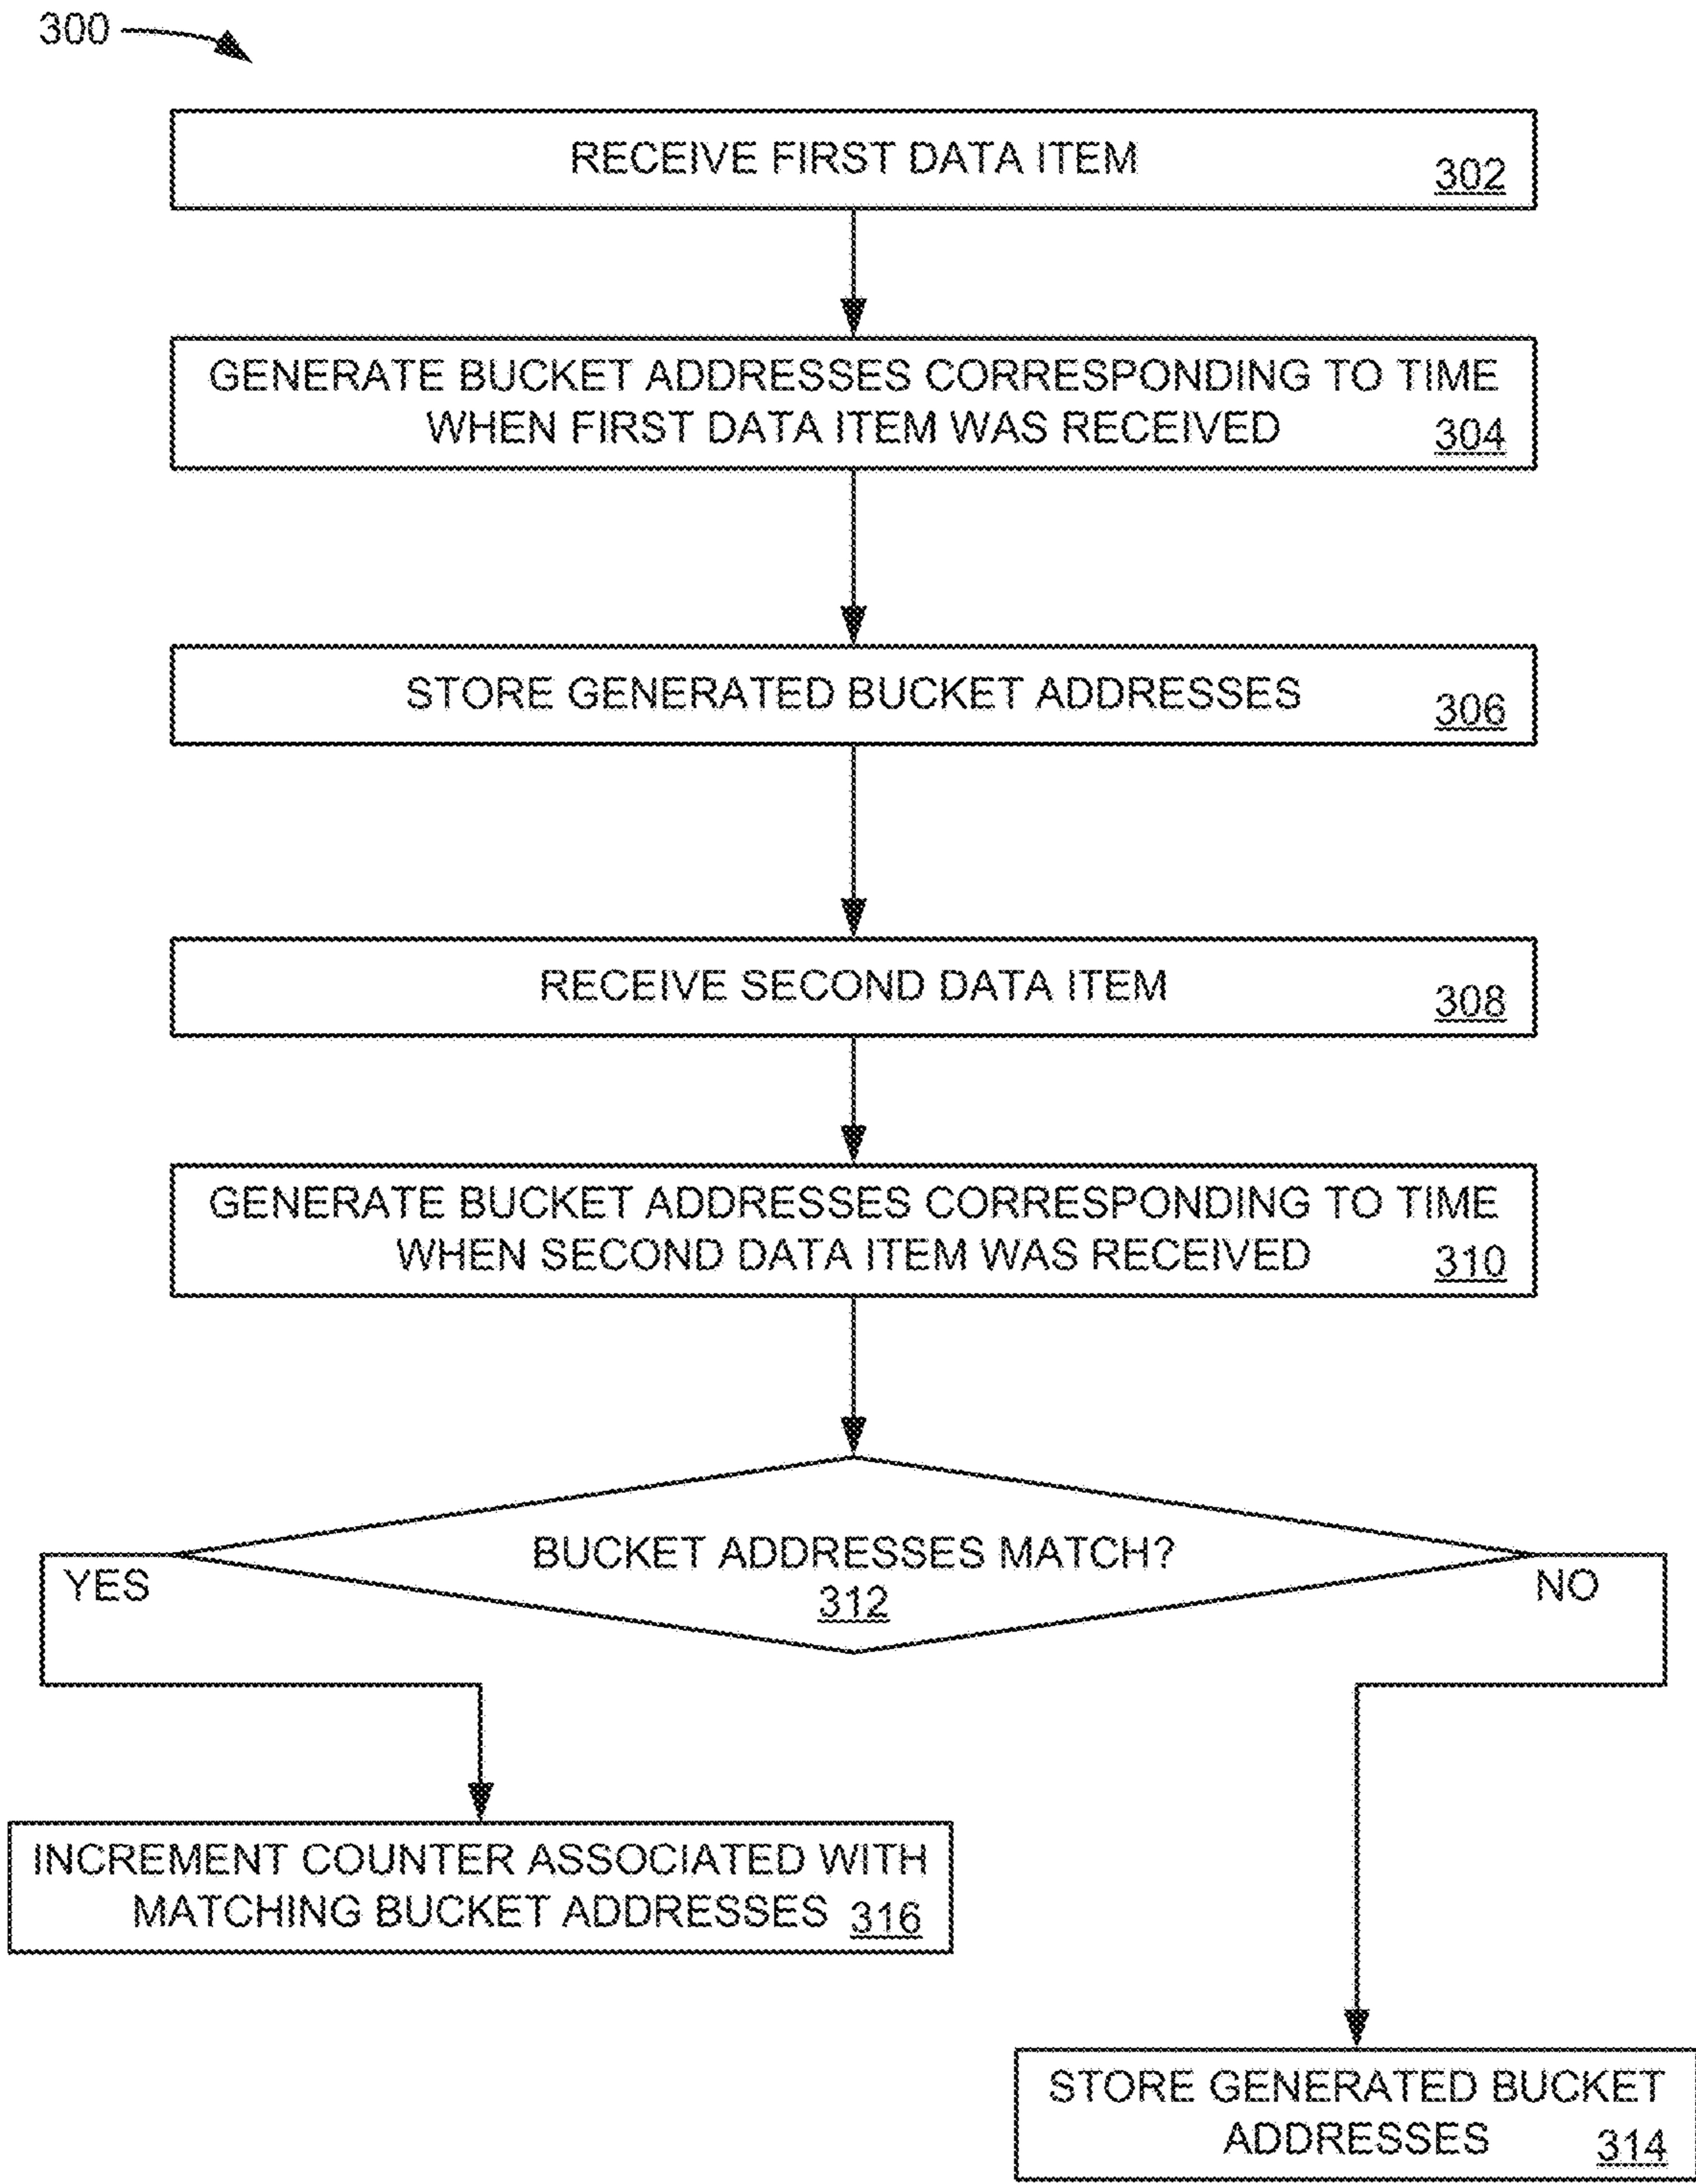 300
RECEIVE FIRST DATA ITEM
302
GENERATE BUCKET ADDRESSES CORRESPONDING TO TIME
WHEN FIRST DATA ITEM WAS RECEIVED
304
STORE GENERATED BUCKET ADDRESSES
306
RECEIVE SECOND DATA ITEM
308
GENERATE BUCKET ADDRESSES CORRESPONDING TO TIME
WHEN SECOND DATA ITEM WAS RECEIVED
310
BUCKET ADDRESSES MATCH?
312
YES
NO
INCREMENT COUNTER ASSOCIATED WITH
MATCHING BUCKET ADDRESSES 316
STORE GENERATED BUCKET
ADDRESSES
314